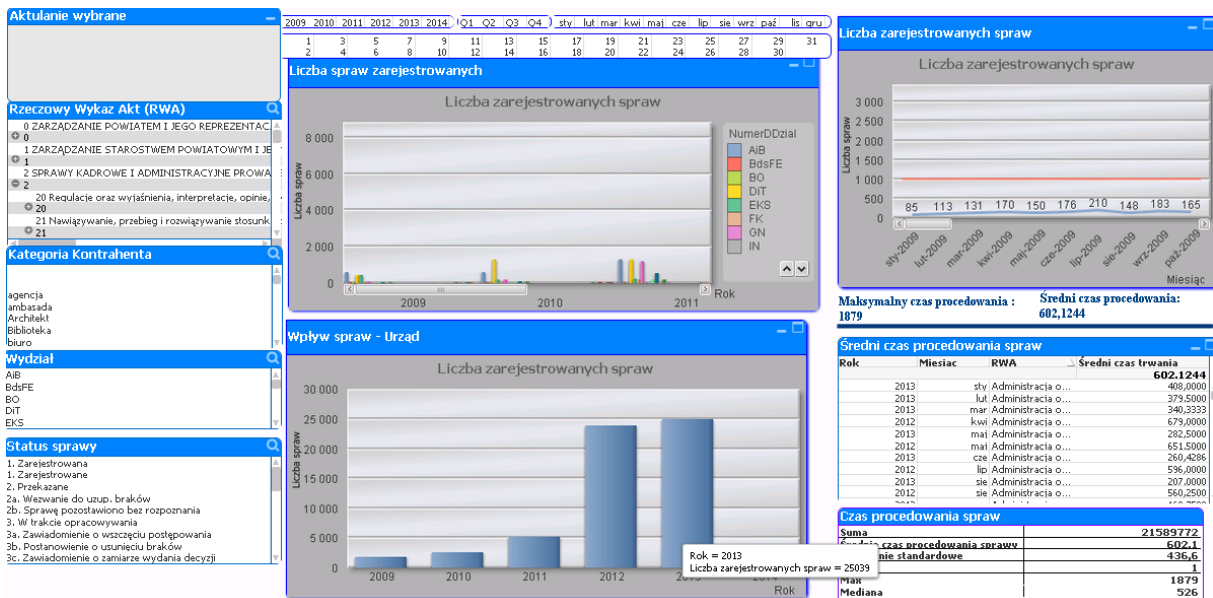 Aktulanie wybrane
2009 2010 2011 2012 2013 2014 Q1 Q2 Q3 Q4 sty lut mar kwi maj cze lip sie wrz paź lis gru
1 3 5 7 9 11 13 15 17 19 21 23 25 27 29 31
2 4 6 8 10 12 14 16 18 20 22 24 26 28 30
Rzeczowy Wykaz Akt (RWA)
0 ZARZĄDZANIE POWIATEM I JEGO REPREZENTAC
0
1 ZARZĄDZANIE STAROSTWEM POWIATOWYM I JE
1
2 SPRAWY KADROWE I ADMINISTRACYJNE PROWA
2
20 Regulacje oraz wyjaśnienia, interpretacje, opinie,
20
21 Nawiązywanie, przebieg i rozwiązywanie stosunk
21
Kategoria Kontrahenta
agencja
ambasada
Architekt
Biblioteka
biuro
Wydział
AiB
BdsFE
BO
DiT
EKS
Status sprawy
1. Zarejestrowana
1. Zarejestrowane
2. Przekazane
2a. Wezwanie do uzup. braków
2b. Sprawę pozostawiono bez rozpoznania
3. W trakcie opracowywania
3a. Zawiadomienie o wszczęciu postępowania
3b. Postanowienie o usunięciu braków
3c. Zawiadomienie o zamiarze wydania decyzji
Liczba spraw zarejestrowanych
Liczba zarejestrowanych spraw
Liczba spraw
8 000
6 000
4 000
2 000
0
2009 2010 2011
Rok
NumerDDzial
AiB
BdsFE
BO
DiT
EKS
FK
GN
IN
Wpływ spraw - Urząd
Liczba zarejestrowanych spraw
Liczba spraw
30 000
25 000
20 000
15 000
10 000
5 000
0
2009 2010 2011 2012 2013 2014
Rok
Rok = 2013
Liczba zarejestrowanych spraw = 25039
Liczba zarejestrowanych spraw
Liczba zarejestrowanych spraw
Liczba spraw
3 000
2 500
2 000
1 500
1 000
500
0
85 113 131 170 150 176 210 148 183 165
sty-2009 lut-2009 mar-2009 kwi-2009 maj-2009 cze-2009 lip-2009 sie-2009 wrz-2009 paź-2009
Miesiąc
Maksymalny czas procedowania :
1879
Średni czas procedowania:
602,1244
Średni czas procedowania spraw
Rok Miesiac RWA Średni czas trwania
602.1244
2013 sty Administracja o... 408,0000
2013 lut Administracja o... 379,5000
2013 mar Administracja o... 340,3333
2012 kwi Administracja o... 679,0000
2013 maj Administracja o... 282,5000
2012 maj Administracja o... 651,5000
2013 cze Administracja o... 260,4286
2012 lip Administracja o... 596,0000
2013 sie Administracja o... 207,0000
2012 sie Administracja o... 560,2500
Czas procedowania spraw
Suma 21589772
Średnia czas procedowania sprawy 602.1
nie standardowe 436,6
1
Max 1879
Mediana 526